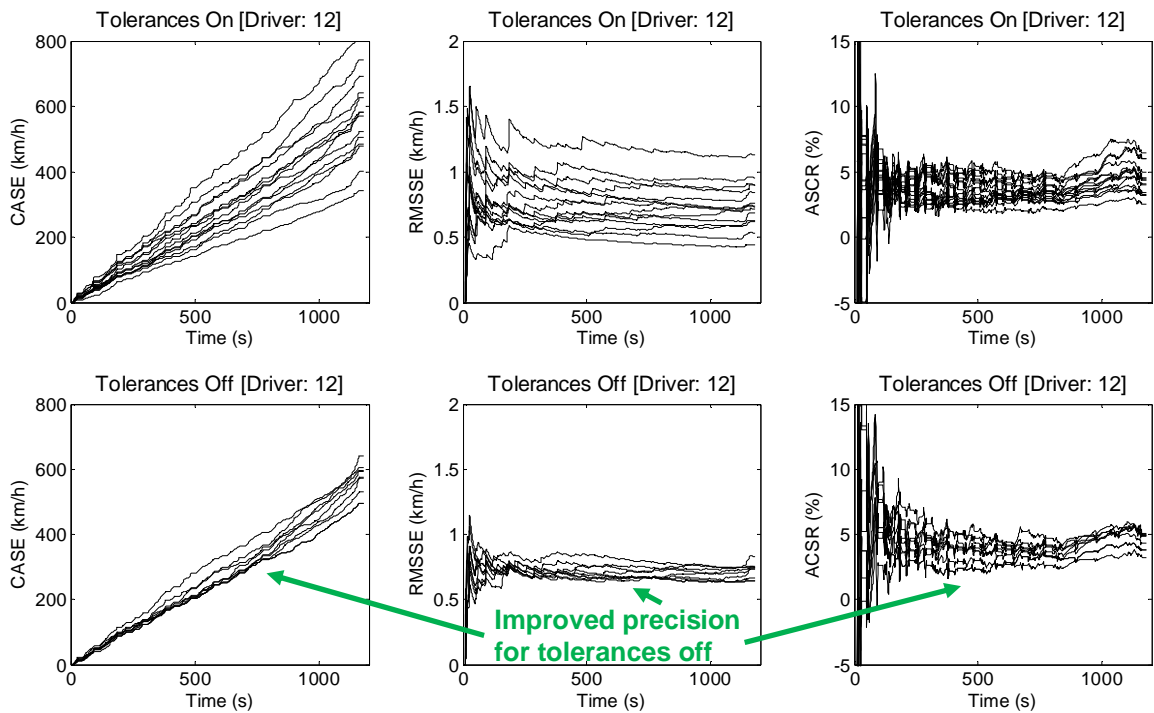 Tolerances On [Driver: 12]
800
600
400
200
0
CASE (km/h)
0 500 1000
Time (s)
Tolerances On [Driver: 12]
2
1.5
1
0.5
0
RMSSE (km/h)
0 500 1000
Time (s)
Tolerances On [Driver: 12]
15
10
5
0
-5
ASCR (%)
0 500 1000
Time (s)
Tolerances Off [Driver: 12]
800
600
400
200
0
CASE (km/h)
0 500 1000
Time (s)
Tolerances Off [Driver: 12]
2
1.5
1
0.5
0
RMSSE (km/h)
0 500 1000
Time (s)
Tolerances Off [Driver: 12]
15
10
5
0
-5
ACSR (%)
0 500 1000
Time (s)
Improved precision
for tolerances off